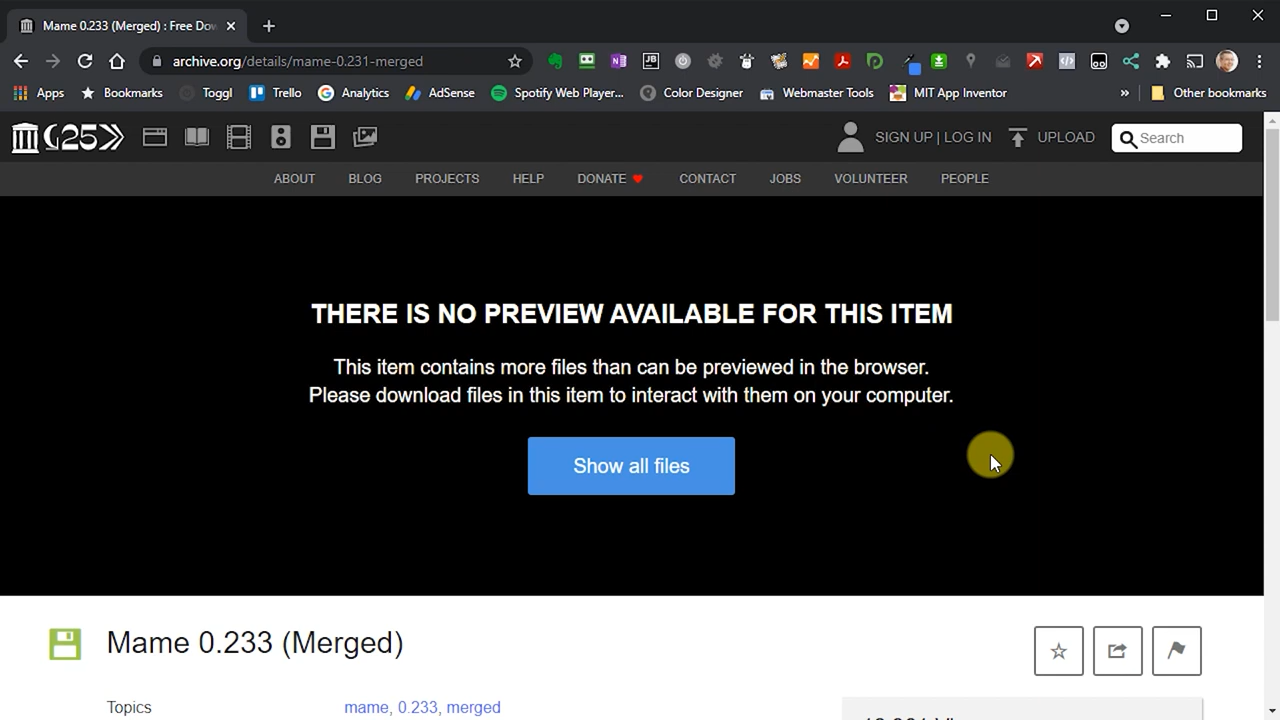 Mame 0.233 (Merged) : Free Dow
archive.org/details/mame-0.231-merged
Apps Bookmarks Toggl Trello Analytics AdSense Spotify Web Player... Color Designer Webmaster Tools MIT App Inventor » Other bookmarks
25 SIGN UP | LOG IN UPLOAD Search
ABOUT BLOG PROJECTS HELP DONATE CONTACT JOBS VOLUNTEER PEOPLE
THERE IS NO PREVIEW AVAILABLE FOR THIS ITEM
This item contains more files than can be previewed in the browser.
Please download files in this item to interact with them on your computer.
Show all files
Mame 0.233 (Merged)
Topics mame, 0.233, merged